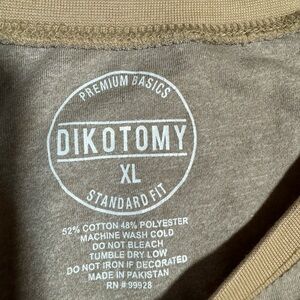 PREMIUM BASICS
DIKOTOMY
XL
STANDARD FIT
52% COTTON 48% POLYESTER
MACHINE WASH COLD
DO NOT BLEACH
TUMBLE DRY LOW
DO NOT IRON IF DECORATED
MADE IN PAKISTAN
RN # 99928